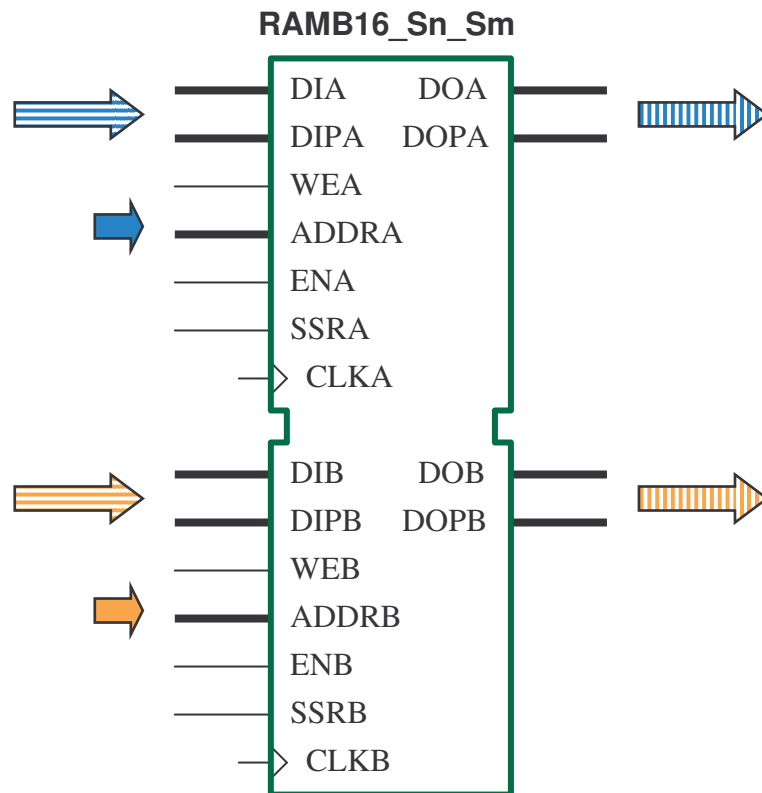 RAMB16_Sn_Sm
DIA DOA
DIPA DOPA
WEA
ADDRA
ENA
SSRA
CLKA
DIB DOB
DIPB DOPB
WEB
ADDRB
ENB
SSRB
CLKB